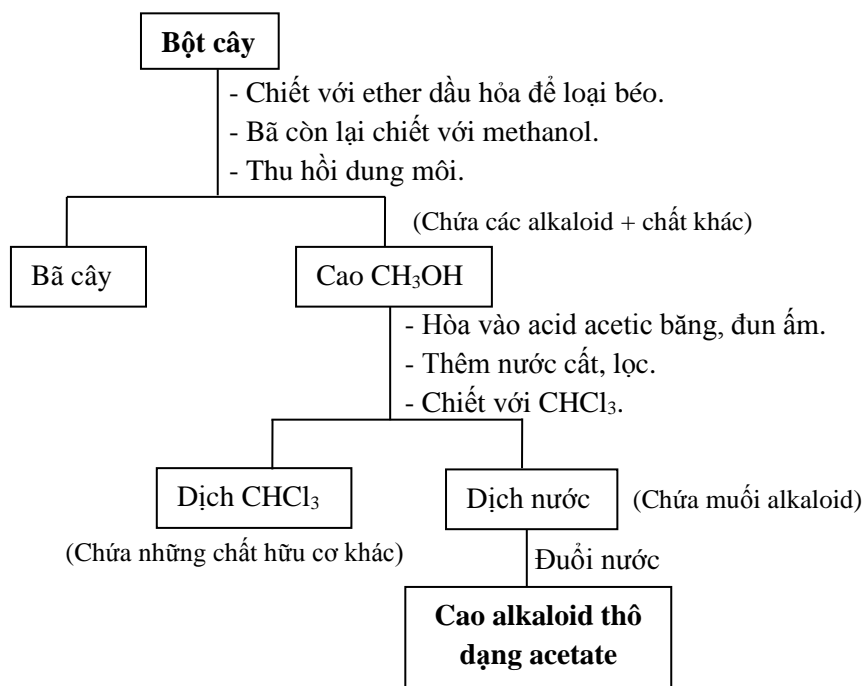 Bột cây
- Chiết với ether dầu hỏa để loại béo.
- Bã còn lại chiết với methanol.
- Thu hồi dung môi.
(Chứa các alkaloid + chất khác)
Bã cây
Cao CH₃OH
- Hòa vào acid acetic băng, đun ấm.
- Thêm nước cất, lọc.
- Chiết với CHCl₃.
Dịch CHCl₃
Dịch nước
(Chứa muối alkaloid)
(Chứa những chất hữu cơ khác)
Đuổi nước
Cao alkaloid thô
dạng acetate